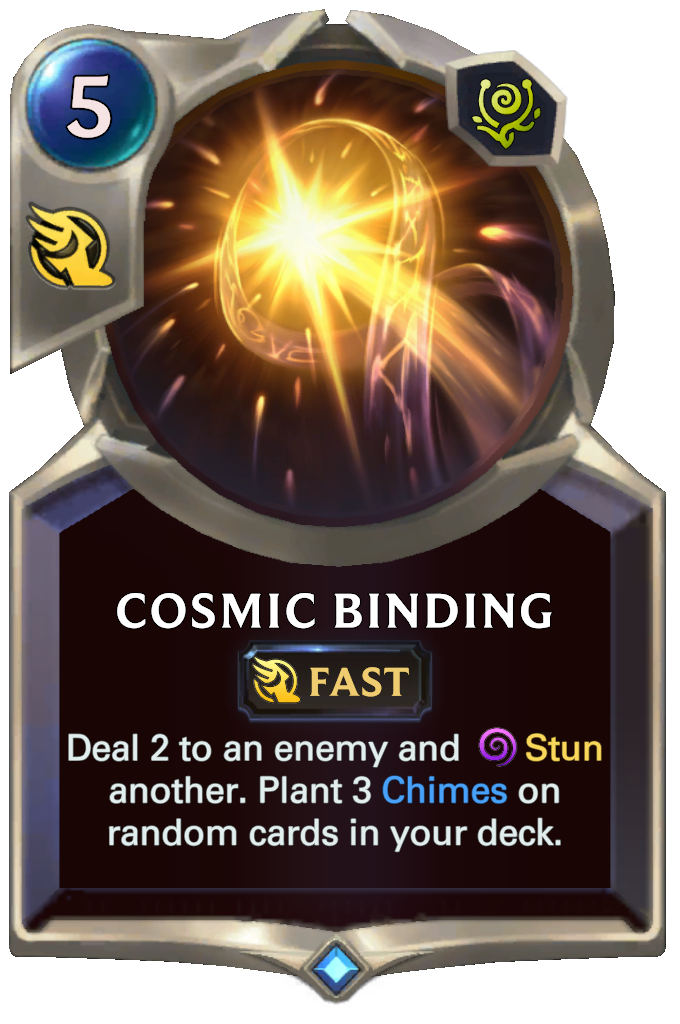 5
COSMIC BINDING
FAST
Deal 2 to an enemy and Stun
another. Plant 3 Chimes on
random cards in your deck.